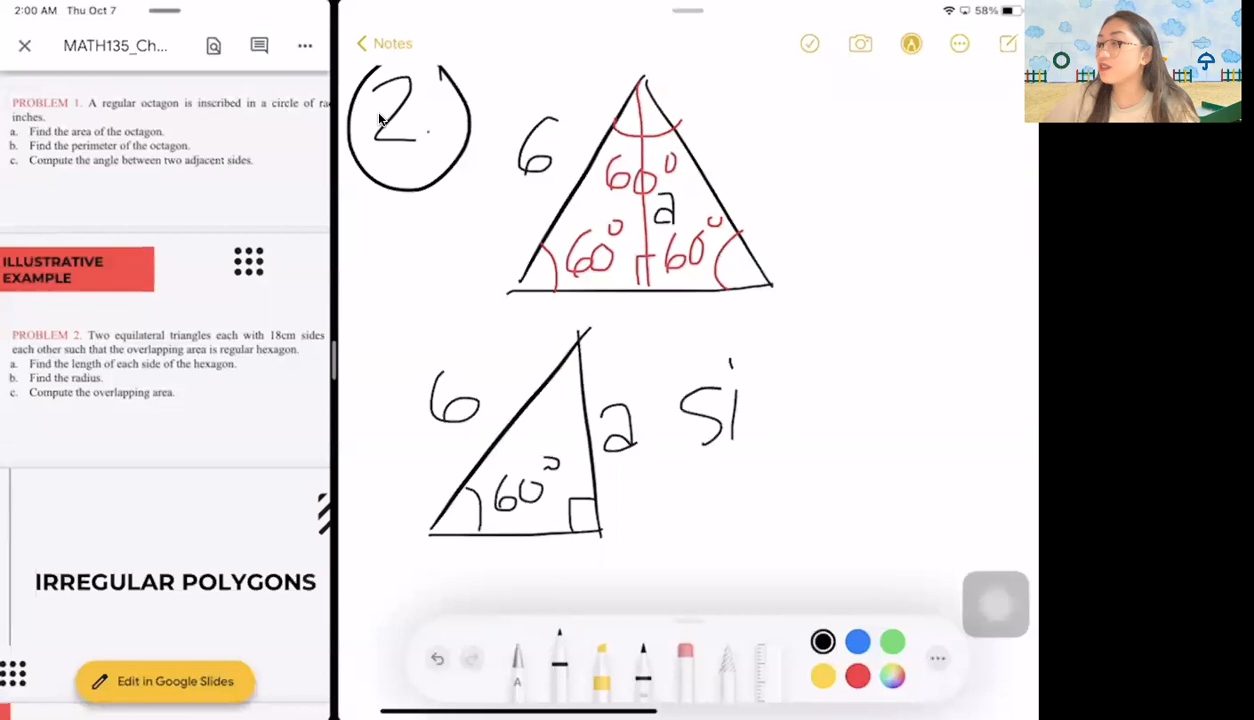 2:00 AM Thu Oct 7
58%
MATH135_Ch...
Notes
PROBLEM 1. A regular octagon is inscribed in a circle of ra
inches.
a. Find the area of the octagon.
b. Find the perimeter of the octagon.
c. Compute the angle between two adjacent sides.
ILLUSTRATIVE
EXAMPLE
PROBLEM 2. Two equilateral triangles each with 18cm sides
each other such that the overlapping area is regular hexagon.
a. Find the length of each side of the hexagon.
b. Find the radius.
c. Compute the overlapping area.
IRREGULAR POLYGONS
Edit in Google Slides
2.
6
60°
a
60°
60°
6
a
si
60°
A